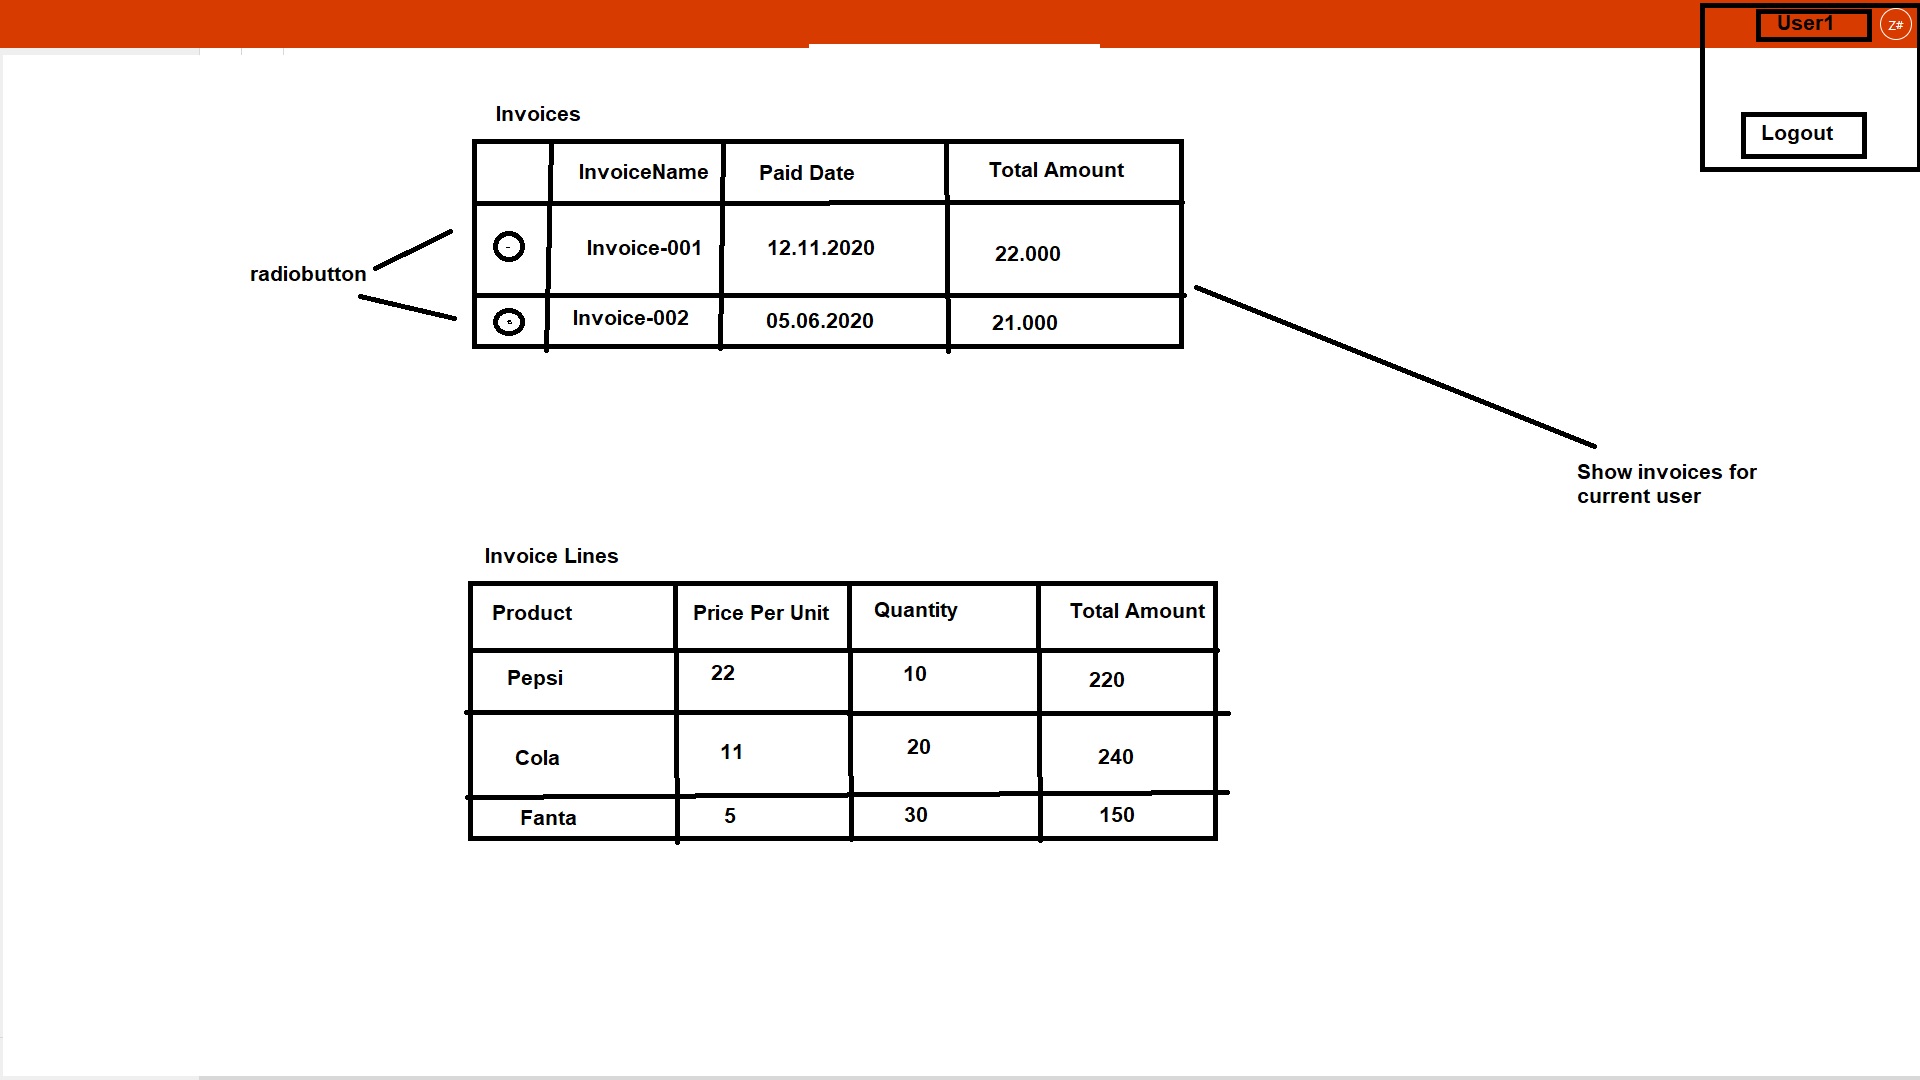 User1
Z#
Logout
Invoices
InvoiceName Paid Date Total Amount
Invoice-001 12.11.2020 22.000
radiobutton
Invoice-002 05.06.2020 21.000
Show invoices for
current user
Invoice Lines
Product Price Per Unit Quantity Total Amount
Pepsi 22 10 220
Cola 11 20 240
Fanta 5 30 150